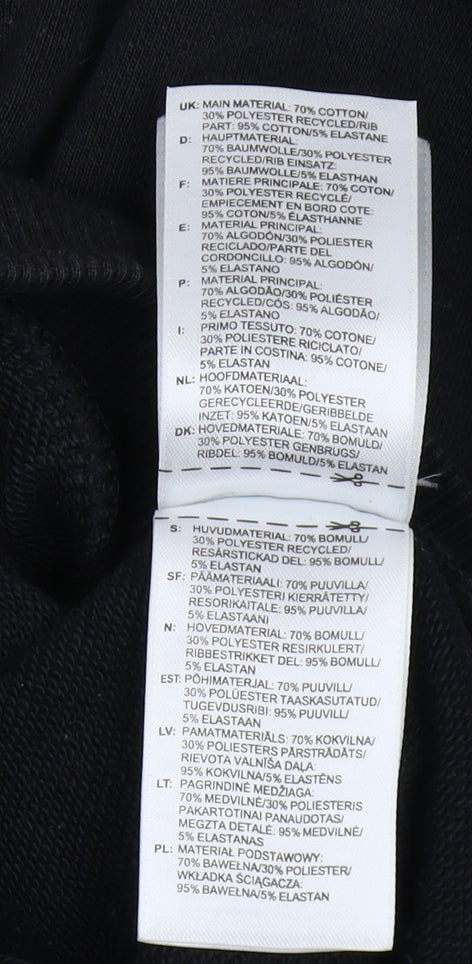 UK: MAIN MATERIAL: 70% COTTON/
30% POLYESTER RECYCLED/RIB
PART: 95% COTTON/5% ELASTANE
D: HAUPTMATERIAL:
70% BAUMWOLLE/30% POLYESTER
RECYCLED/RIB EINSATZ:
95% BAUMWOLLE/5% ELASTHAN
F: MATIERE PRINCIPALE: 70% COTON/
30% POLYESTER RECYCLÉ/
EMPIECEMENT EN BORD COTE:
95% COTON/5% ÉLASTHANNE
E: MATERIAL PRINCIPAL:
70% ALGODÓN/30% POLIESTER
RECICLADO/PARTE DEL
CORDONCILLO: 95% ALGODÓN/
5% ELASTANO
P: MATERIAL PRINCIPAL:
70% ALGODÃO/30% POLIÉSTER
RECYCLED/CÓS: 95% ALGODÃO/
5% ELASTANO
I: PRIMO TESSUTO: 70% COTONE/
30% POLIESTERE RICICLATO/
PARTE IN COSTINA: 95% COTONE/
5% ELASTAN
NL: HOOFDMATERIAAL:
70% KATOEN/30% POLYESTER
GERECYCLEERDE/GERIBBELDE
INZET: 95% KATOEN/5% ELASTAAN
DK: HOVEDMATERIALE: 70% BOMULD/
30% POLYESTER GENBRUGS/
RIBDEL: 95% BOMULD/5% ELASTAN
S: HUVUDMATERIAL: 70% BOMULL/
30% POLYESTER RECYCLED/
RESÅRSTICKAD DEL: 95% BOMULL/
5% ELASTAN
SF: PÄÄMATERIAALI: 70% PUUVILLA/
30% POLYESTERI KIERRÄTETTY/
RESORIKAITALE: 95% PUUVILLA/
5% ELASTAANI
N: HOVEDMATERIAL: 70% BOMULL/
30% POLYESTER RESIRKULERT/
RIBBESTRIKKET DEL: 95% BOMULL/
5% ELASTAN
EST: PÕHIMATERJAL: 70% PUUVILL/
30% POLÜESTER TAASKASUTATUD/
TUGEVDUSRIBI: 95% PUUVILL/
5% ELASTAAN
LV: PAMATMATERIĀLS: 70% KOKVILNA/
30% POLIESTERS PĀRSTRĀDĀTS/
RIEVOTA VALNĪŠA DAĻA:
95% KOKVILNA/5% ELASTĒNS
LT: PAGRINDINĖ MEDŽIAGA:
70% MEDVILNĖ/30% POLIESTERIS
PAKARTOTINAI PANAUDOTAS/
MEGZTA DETALĖ: 95% MEDVILNĖ/
5% ELASTANAS
PL: MATERIAŁ PODSTAWOWY:
70% BAWEŁNA/30% POLIESTER/
WKŁADKA ŚCIĄGACZA:
95% BAWEŁNA/5% ELASTAN